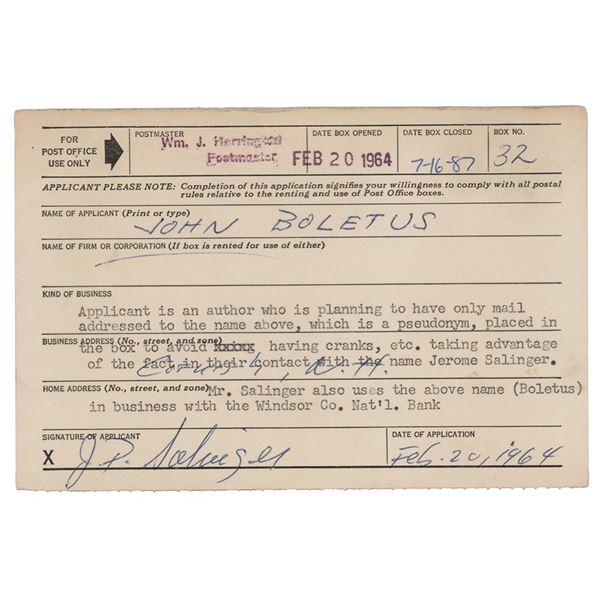 FOR POST OFFICE USE ONLY
POSTMASTER
Wm. J. Harrington
Postmaster
DATE BOX OPENED
FEB 20 1964
DATE BOX CLOSED
7-16-87
BOX NO.
32
APPLICANT PLEASE NOTE: Completion of this application signifies your willingness to comply with all postal
rules relative to the renting and use of Post Office boxes.
NAME OF APPLICANT (Print or type)
JOHN BOLETUS
NAME OF FIRM OR CORPORATION (If box is rented for use of either)
KIND OF BUSINESS
Applicant is an author who is planning to have only mail
addressed to the name above, which is a pseudonym, placed in
BUSINESS ADDRESS (No., street, and zone)
the box to avoid xxxxx having cranks, etc. taking advantage
of the fact in their contact with the name Jerome Salinger.
Cornish, N.H.
HOME ADDRESS (No., street, and zone) Mr. Salinger also uses the above name (Boletus)
in business with the Windsor Co. Nat'l. Bank
SIGNATURE OF APPLICANT
X J.D. Salinger
DATE OF APPLICATION
Feb. 20, 1964